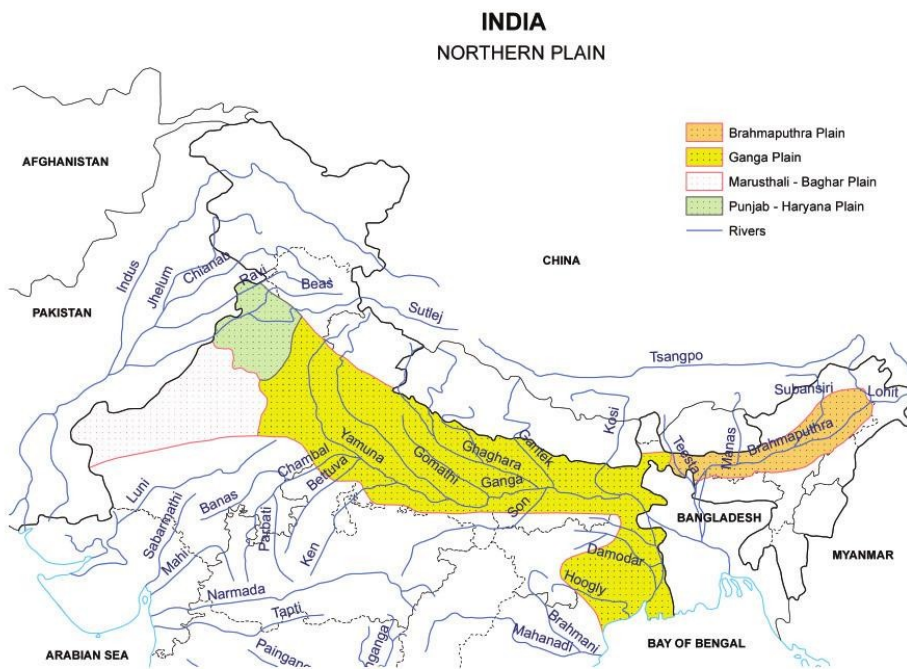 INDIA
NORTHERN PLAIN
Brahmaputhra Plain
Ganga Plain
Marusthali - Baghar Plain
Punjab - Haryana Plain
Rivers
AFGHANISTAN
CHINA
PAKISTAN
Indus
Jhelum
Chianab
Ravi
Beas
Sutlej
Tsangpo
Subansiri
Lohit
Kosi
Teesta
Manas
Brahmaputhra
Gantek
Ghaghara
Yamuna
Gomathi
Ganga
Son
Chambal
Bettuva
Luni
Banas
Parbati
Ken
Sabarmathi
Mahi
BANGLADESH
MYANMAR
Damodar
Hoogly
Narmada
Tapti
Brahmani
Mahanadi
ARABIAN SEA
BAY OF BENGAL